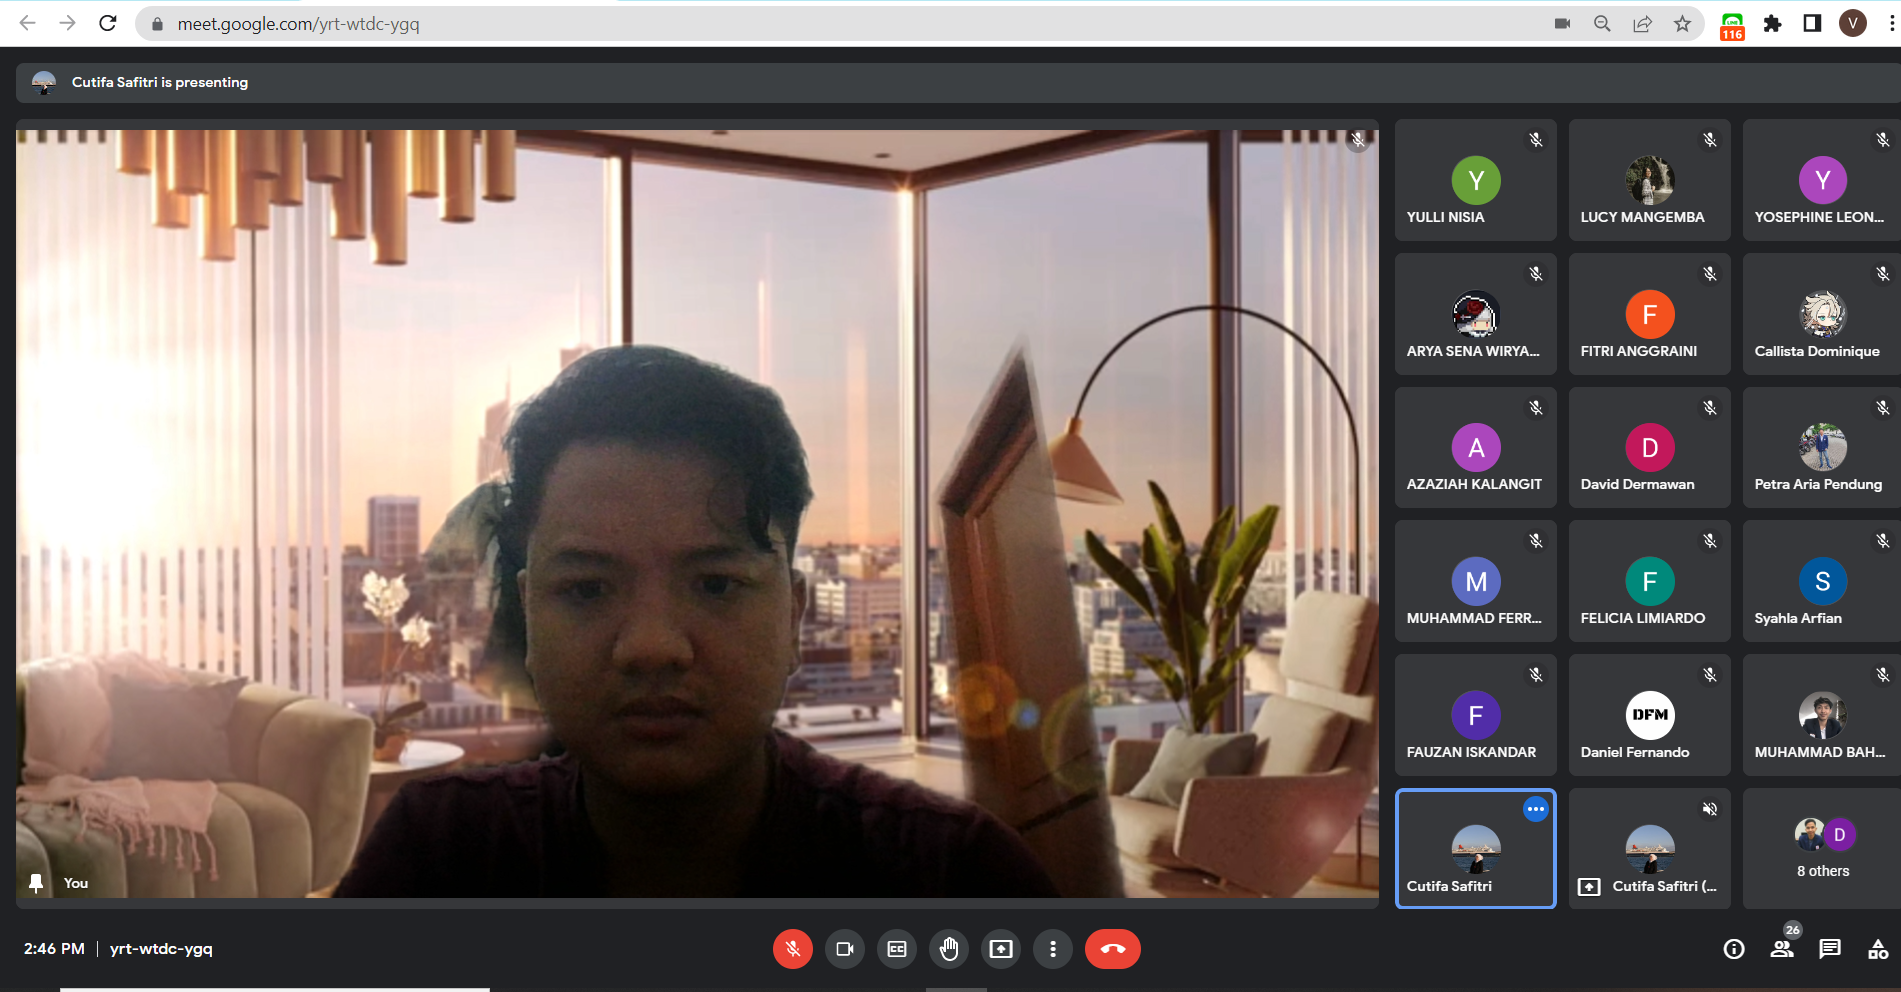 meet.google.com/yrt-wtdc-ygq
LINE
116
V
Cutifa Safitri is presenting
You
Y
YULLI NISIA
LUCY MANGEMBA
Y
YOSEPHINE LEON...
ARYA SENA WIRYA...
F
FITRI ANGGRAINI
Callista Dominique
A
AZAZIAH KALANGIT
D
David Dermawan
Petra Aria Pendung
M
MUHAMMAD FERR...
F
FELICIA LIMIARDO
S
Syahla Arfian
F
FAUZAN ISKANDAR
DFM
Daniel Fernando
MUHAMMAD BAH...
Cutifa Safitri
Cutifa Safitri (...
D
8 others
2:46 PM | yrt-wtdc-ygq
CC
26